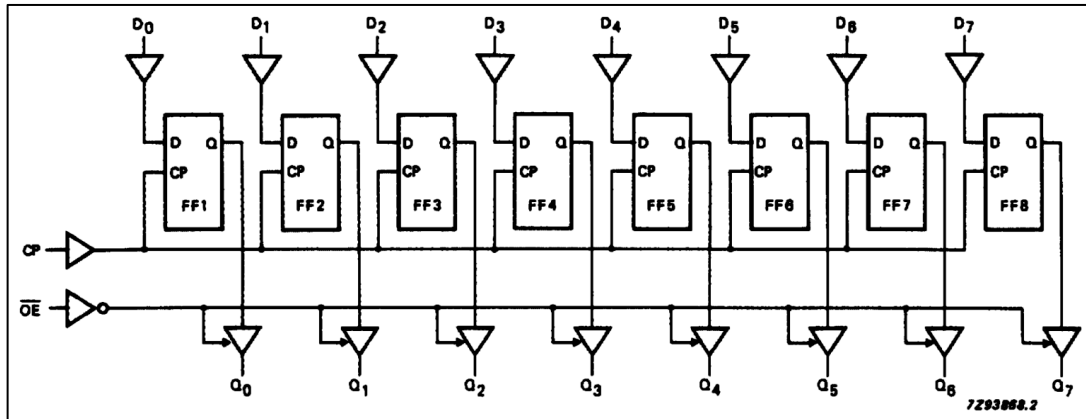 D0 D1 D2 D3 D4 D5 D6 D7
D Q D Q D Q D Q D Q D Q D Q D Q
CP CP CP CP CP CP CP CP
FF1 FF2 FF3 FF4 FF5 FF6 FF7 FF8
CP
OE
Q0 Q1 Q2 Q3 Q4 Q5 Q6 Q7
7Z93868.2